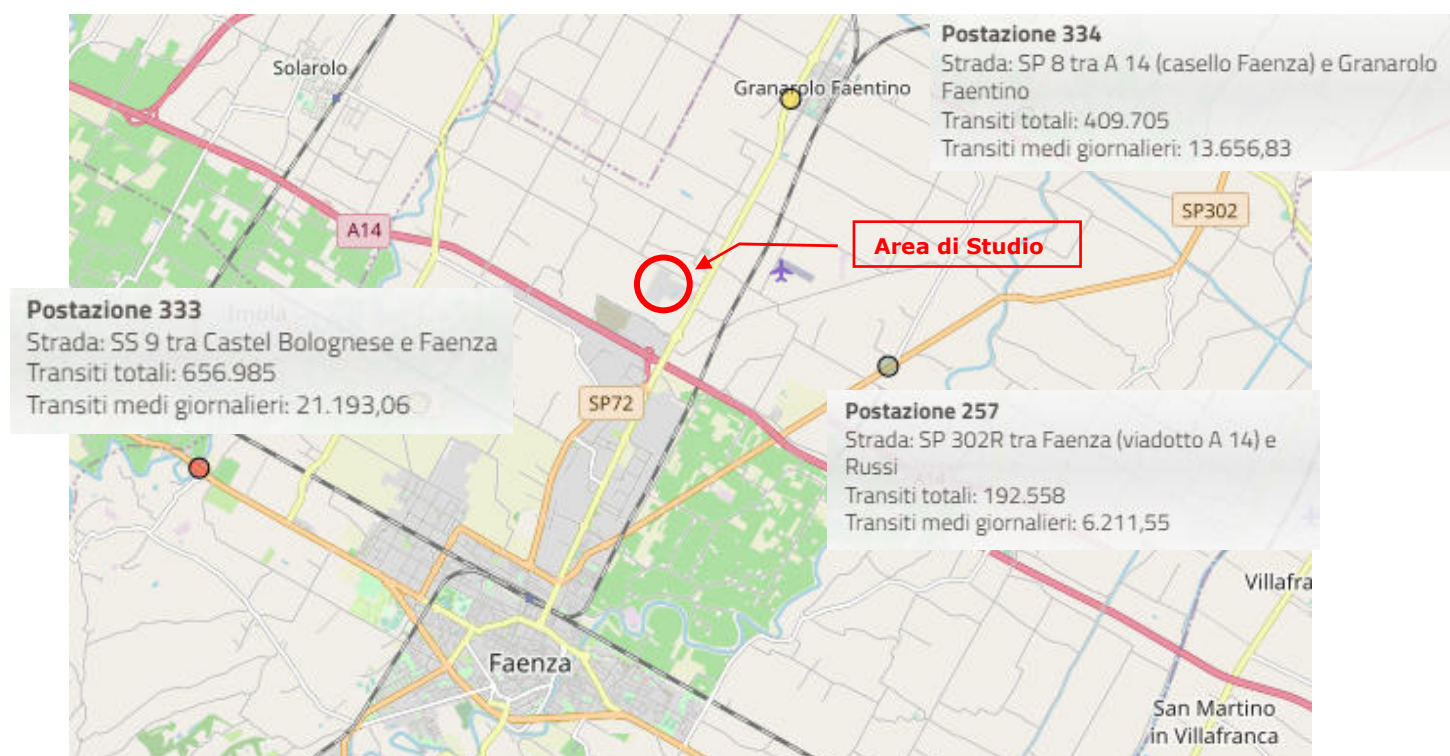 Postazione 334
Strada: SP 8 tra A 14 (casello Faenza) e Granarolo
Faentino
Transiti totali: 409.705
Transiti medi giornalieri: 13.656,83
Solarolo
Granarolo Faentino
SP302
A14
Area di Studio
Postazione 333
Imola
Strada: SS 9 tra Castel Bolognese e Faenza
Transiti totali: 656.985
Transiti medi giornalieri: 21.193,06
SP72
Postazione 257
Strada: SP 302R tra Faenza (viadotto A 14) e
Russi
A14
Transiti totali: 192.558
Transiti medi giornalieri: 6.211,55
Villafra
Faenza
San Martino
in Villafranca